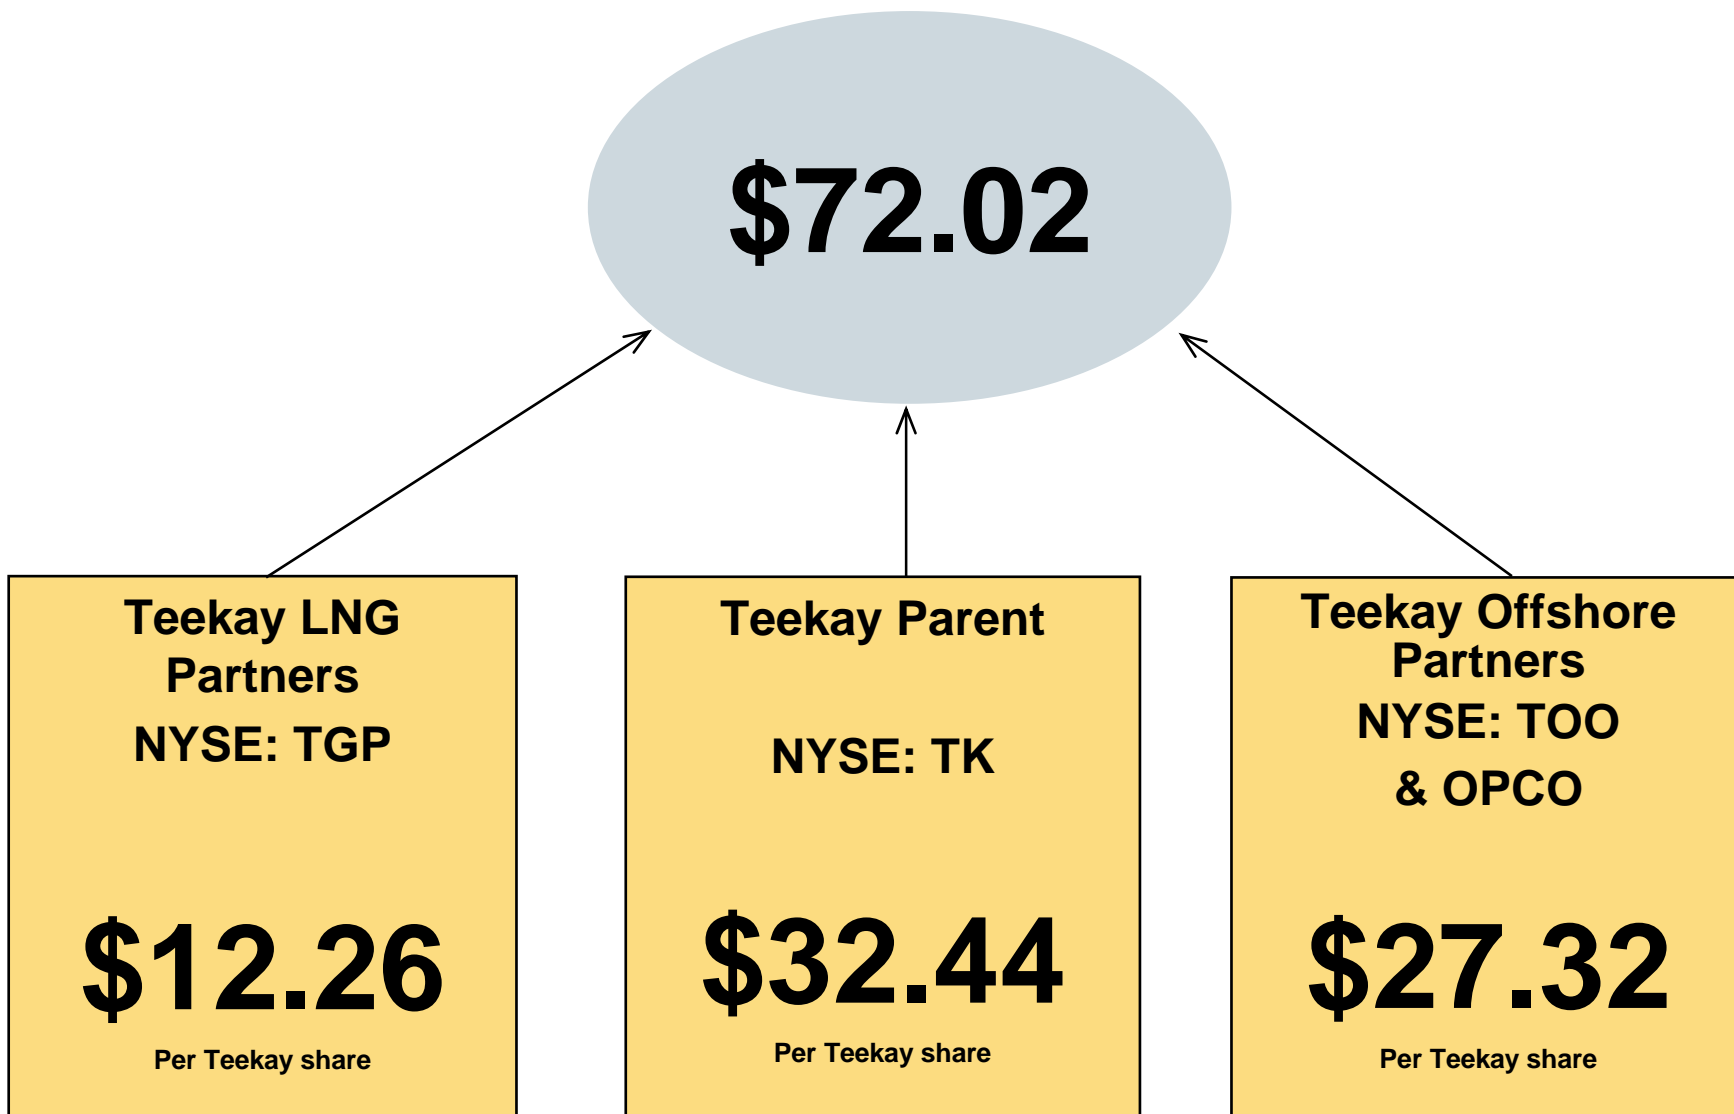 $72.02
Teekay LNG
Partners
NYSE: TGP
$12.26
Per Teekay share
Teekay Parent
NYSE: TK
$32.44
Per Teekay share
Teekay Offshore
Partners
NYSE: TOO
& OPCO
$27.32
Per Teekay share